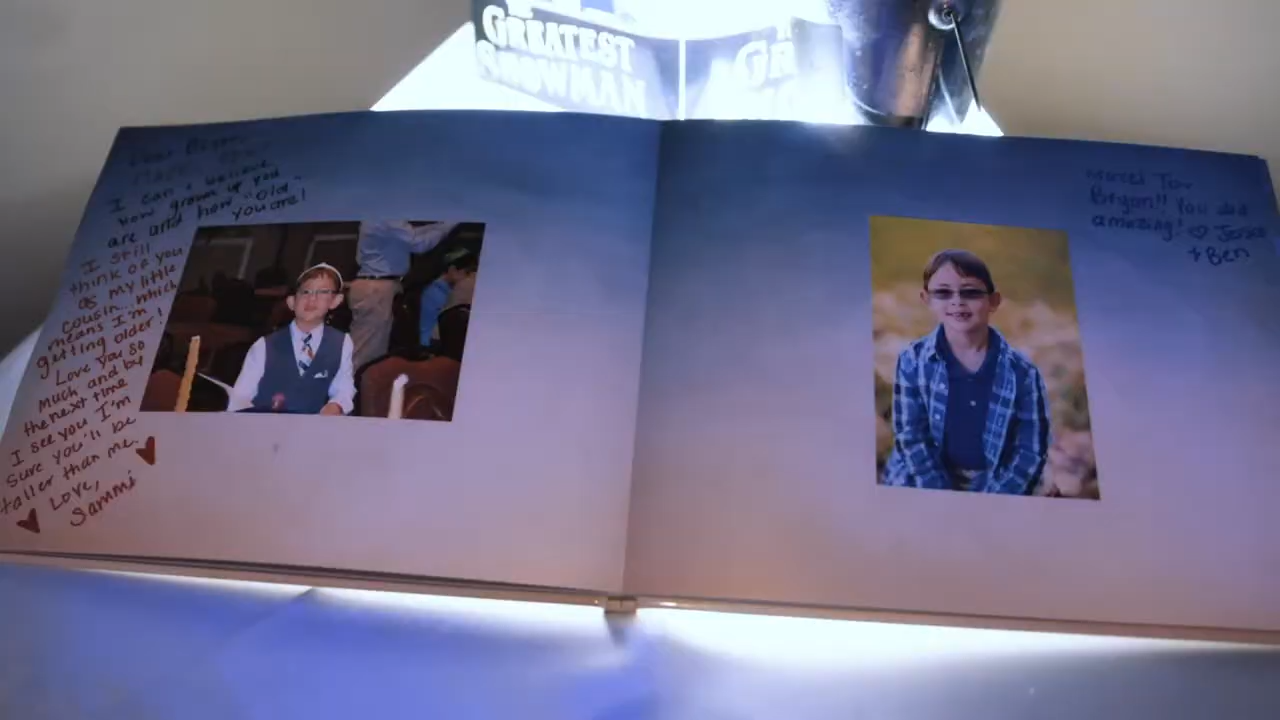 GREATEST
SHOWMAN
Dear Bryan,
I can't believe
how grown up you
are and how "old"
you are!
I still
think of you
as my little
cousin...which
means I'm
getting older!
Love you so
much and by
the next time
I see you I'm
sure you'll be
taller than me.
Love,
Sammi
Mazel Tov
Bryan!! You did
amazing! ♡
+ Ben